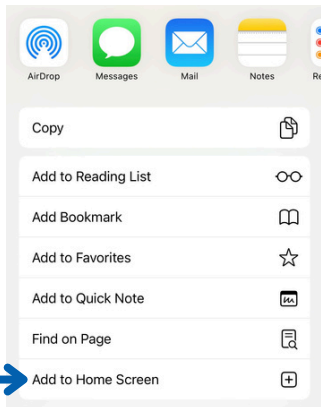 AirDrop Messages Mail Notes Re
Copy
Add to Reading List
Add Bookmark
Add to Favorites
Add to Quick Note
Find on Page
Add to Home Screen